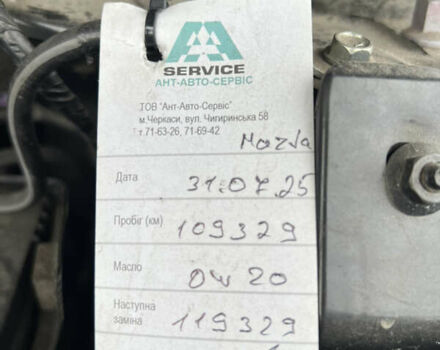 AA
SERVICE
АНТ-АВТО-СЕРВІС
ТОВ "Ант-Авто-Сервіс"
м.Черкаси, вул. Чигиринська 58
т.71-63-26, 71-69-42
Mazda
Дата 31.07.25
Пробіг (км) 109329
Масло 0w20
Наступна
заміна 119329